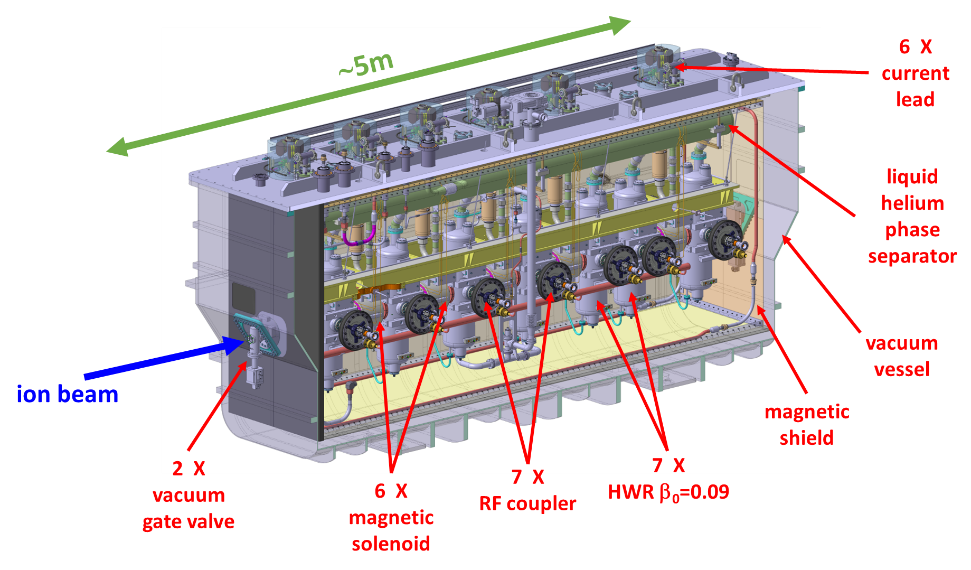 ~5m
6 X
current
lead
liquid
helium
phase
separator
vacuum
vessel
magnetic
shield
ion beam
2 X
vacuum
gate valve
6 X
magnetic
solenoid
7 X
RF coupler
7 X
HWR β₀=0.09